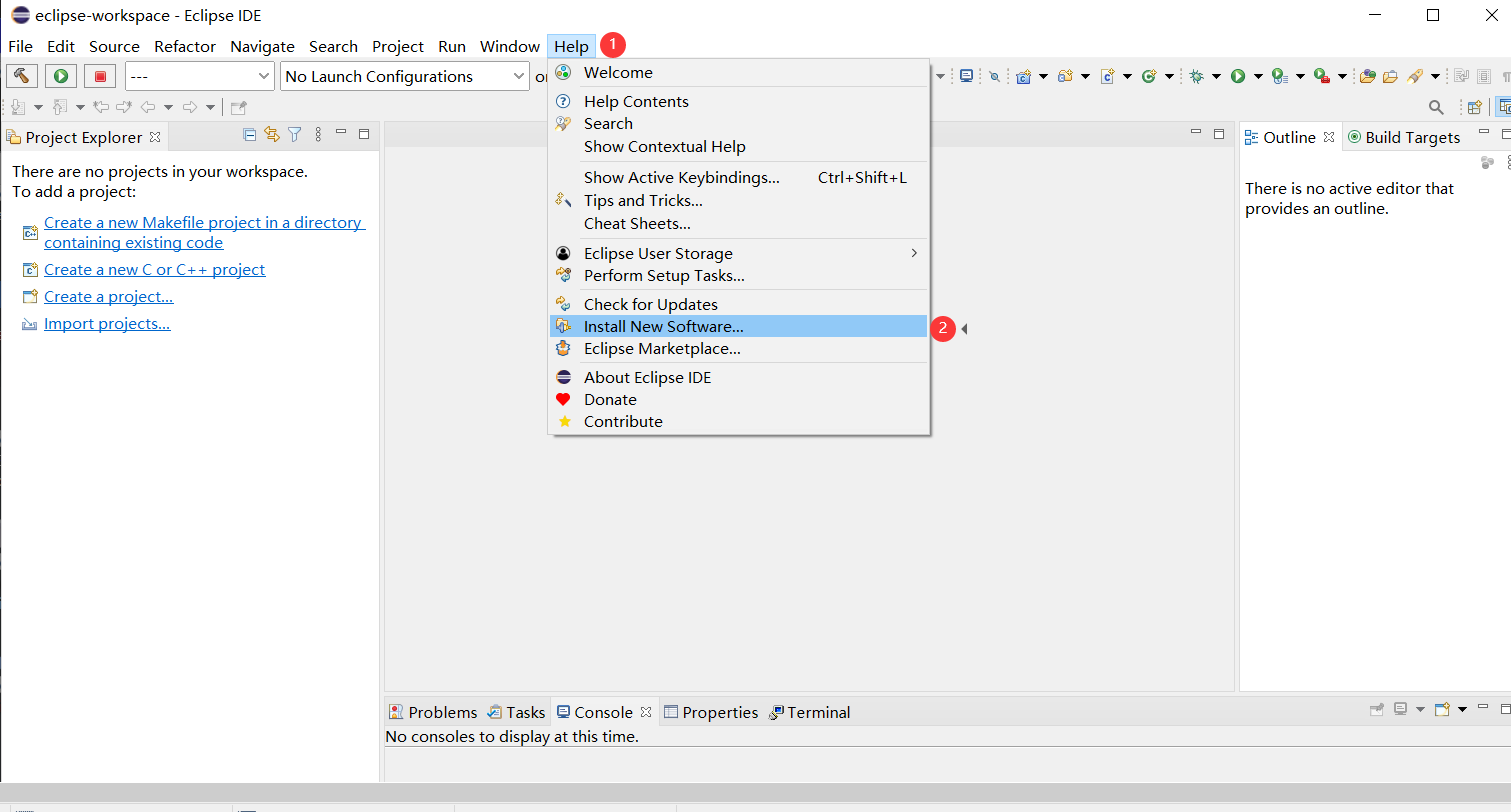 eclipse-workspace - Eclipse IDE
File Edit Source Refactor Navigate Search Project Run Window Help 1
--- No Launch Configurations
Project Explorer
There are no projects in your workspace.
To add a project:
Create a new Makefile project in a directory
containing existing code
Create a new C or C++ project
Create a project...
Import projects...
Welcome
Help Contents
Search
Show Contextual Help
Show Active Keybindings... Ctrl+Shift+L
Tips and Tricks...
Cheat Sheets...
Eclipse User Storage
Perform Setup Tasks...
Check for Updates
Install New Software... 2
Eclipse Marketplace...
About Eclipse IDE
Donate
Contribute
Outline Build Targets
There is no active editor that
provides an outline.
Problems Tasks Console Properties Terminal
No consoles to display at this time.